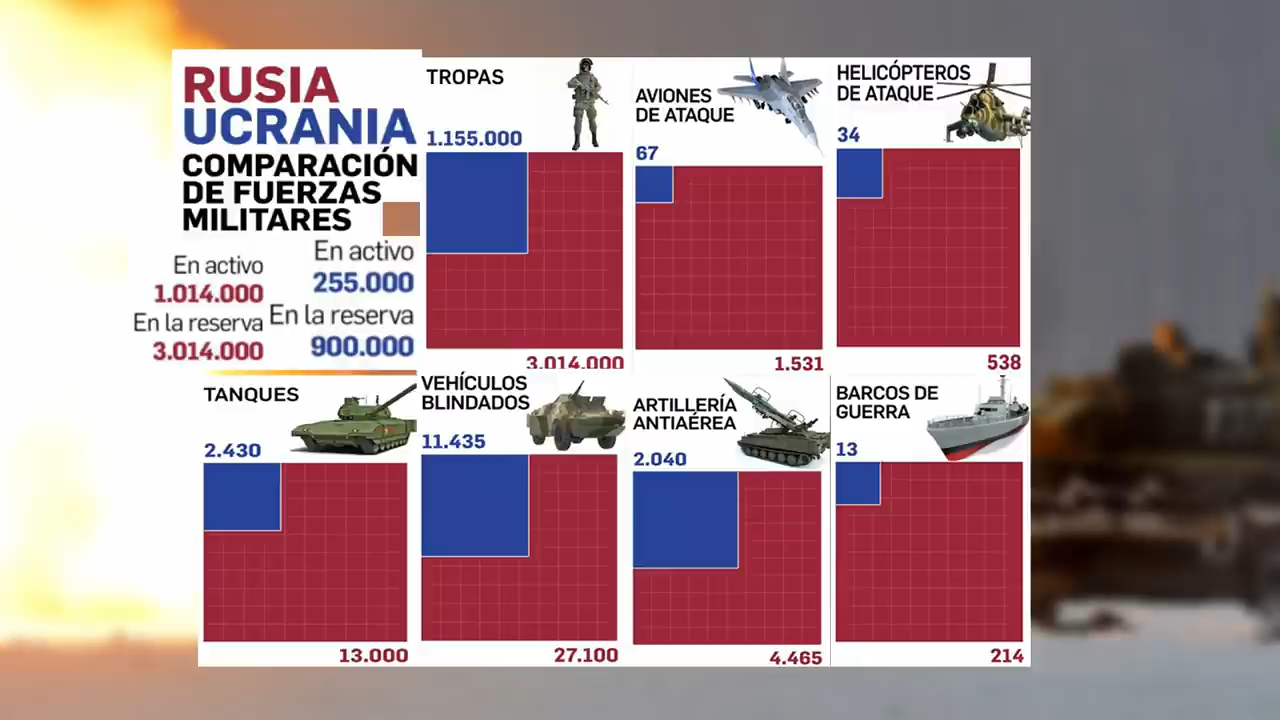 RUSIA
UCRANIA
COMPARACIÓN
DE FUERZAS
MILITARES
En activo
1.014.000
En la reserva
3.014.000
En activo
255.000
En la reserva
900.000
TROPAS
1.155.000
3.014.000
AVIONES
DE ATAQUE
67
1.531
HELICÓPTEROS
DE ATAQUE
34
538
TANQUES
2.430
13.000
VEHÍCULOS
BLINDADOS
11.435
27.100
ARTILLERÍA
ANTIAÉREA
2.040
4.465
BARCOS DE
GUERRA
13
214